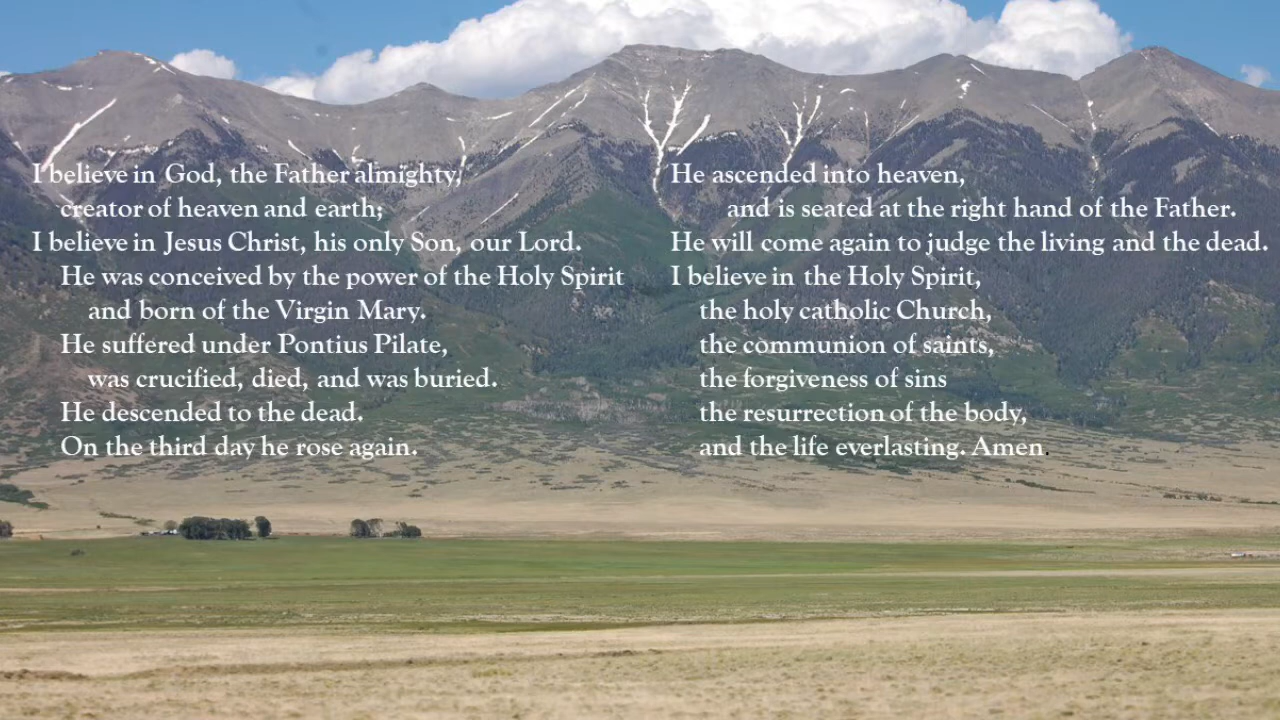 I believe in God, the Father almighty,
creator of heaven and earth;
I believe in Jesus Christ, his only Son, our Lord.
He was conceived by the power of the Holy Spirit
and born of the Virgin Mary.
He suffered under Pontius Pilate,
was crucified, died, and was buried.
He descended to the dead.
On the third day he rose again.
He ascended into heaven,
and is seated at the right hand of the Father.
He will come again to judge the living and the dead.
I believe in the Holy Spirit,
the holy catholic Church,
the communion of saints,
the forgiveness of sins
the resurrection of the body,
and the life everlasting. Amen.